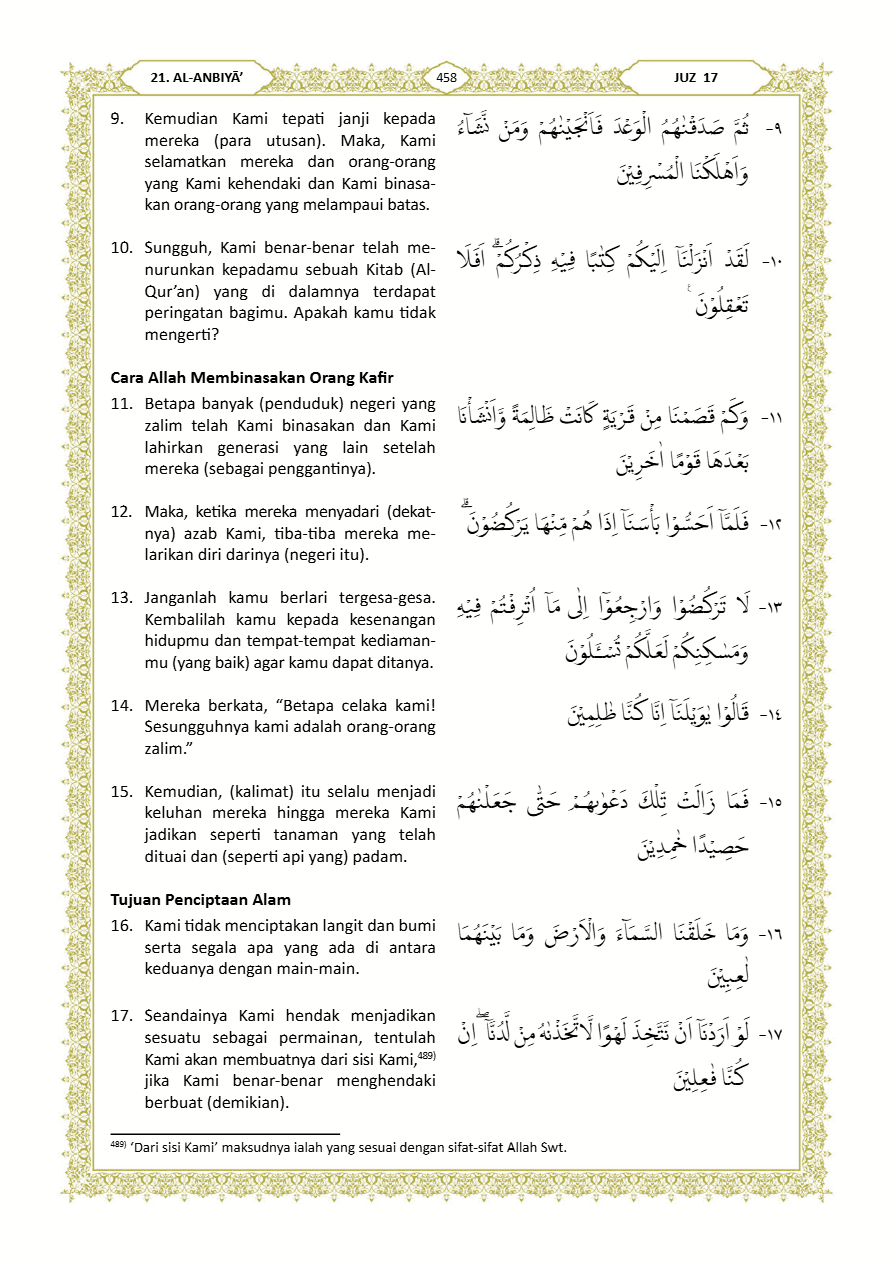 21. AL-ANBIYĀ’
458
JUZ 17
9. Kemudian Kami tepati janji kepada
mereka (para utusan). Maka, Kami
selamatkan mereka dan orang-orang
yang Kami kehendaki dan Kami binasa-
kan orang-orang yang melampaui batas.
٩- ثُمَّ صَدَقْنٰهُمُ الْوَعْدَ فَاَنْجَيْنٰهُمْ وَمَنْ نَّشَاۤءُ
وَاَهْلَكْنَا الْمُسْرِفِيْنَ
10. Sungguh, Kami benar-benar telah me-
nurunkan kepadamu sebuah Kitab (Al-
Qur’an) yang di dalamnya terdapat
peringatan bagimu. Apakah kamu tidak
mengerti?
١٠- لَقَدْ اَنْزَلْنَآ اِلَيْكُمْ كِتٰبًا فِيْهِ ذِكْرُكُمْۗ اَفَلَا
تَعْقِلُوْنَ ࣖ
Cara Allah Membinasakan Orang Kafir
11. Betapa banyak (penduduk) negeri yang
zalim telah Kami binasakan dan Kami
lahirkan generasi yang lain setelah
mereka (sebagai penggantinya).
١١- وَكَمْ قَصَمْنَا مِنْ قَرْيَةٍ كَانَتْ ظَالِمَةً وَّاَنْشَأْنَا
بَعْدَهَا قَوْمًا اٰخَرِيْنَ
12. Maka, ketika mereka menyadari (dekat-
nya) azab Kami, tiba-tiba mereka me-
larikan diri darinya (negeri itu).
١٢- فَلَمَّآ اَحَسُّوْا بَأْسَنَآ اِذَا هُمْ مِّنْهَا يَرْكُضُوْنَۗ
13. Janganlah kamu berlari tergesa-gesa.
Kembalilah kamu kepada kesenangan
hidupmu dan tempat-tempat kediaman-
mu (yang baik) agar kamu dapat ditanya.
١٣- لَا تَرْكُضُوْا وَارْجِعُوْٓا اِلٰى مَآ اُتْرِفْتُمْ فِيْهِ
وَمَسٰكِنِكُمْ لَعَلَّكُمْ تُسْـَٔلُوْنَ
14. Mereka berkata, “Betapa celaka kami!
Sesungguhnya kami adalah orang-orang
zalim.”
١٤- قَالُوْا يٰوَيْلَنَآ اِنَّا كُنَّا ظٰلِمِيْنَ
15. Kemudian, (kalimat) itu selalu menjadi
keluhan mereka hingga mereka Kami
jadikan seperti tanaman yang telah
dituai dan (seperti api yang) padam.
١٥- فَمَا زَالَتْ تِّلْكَ دَعْوٰىهُمْ حَتّٰى جَعَلْنٰهُمْ
حَصِيْدًا خٰمِدِيْنَ
Tujuan Penciptaan Alam
16. Kami tidak menciptakan langit dan bumi
serta segala apa yang ada di antara
keduanya dengan main-main.
١٦- وَمَا خَلَقْنَا السَّمَاۤءَ وَالْاَرْضَ وَمَا بَيْنَهُمَا
لٰعِبِيْنَ
17. Seandainya Kami hendak menjadikan
sesuatu sebagai permainan, tentulah
Kami akan membuatnya dari sisi Kami,489)
jika Kami benar-benar menghendaki
berbuat (demikian).
١٧- لَوْ اَرَدْنَآ اَنْ نَّتَّخِذَ لَهْوًا لَّاتَّخَذْنٰهُ مِنْ لَّدُنَّآ ۖاِنْ
كُنَّا فٰعِلِيْنَ
489) ‘Dari sisi Kami’ maksudnya ialah yang sesuai dengan sifat-sifat Allah Swt.